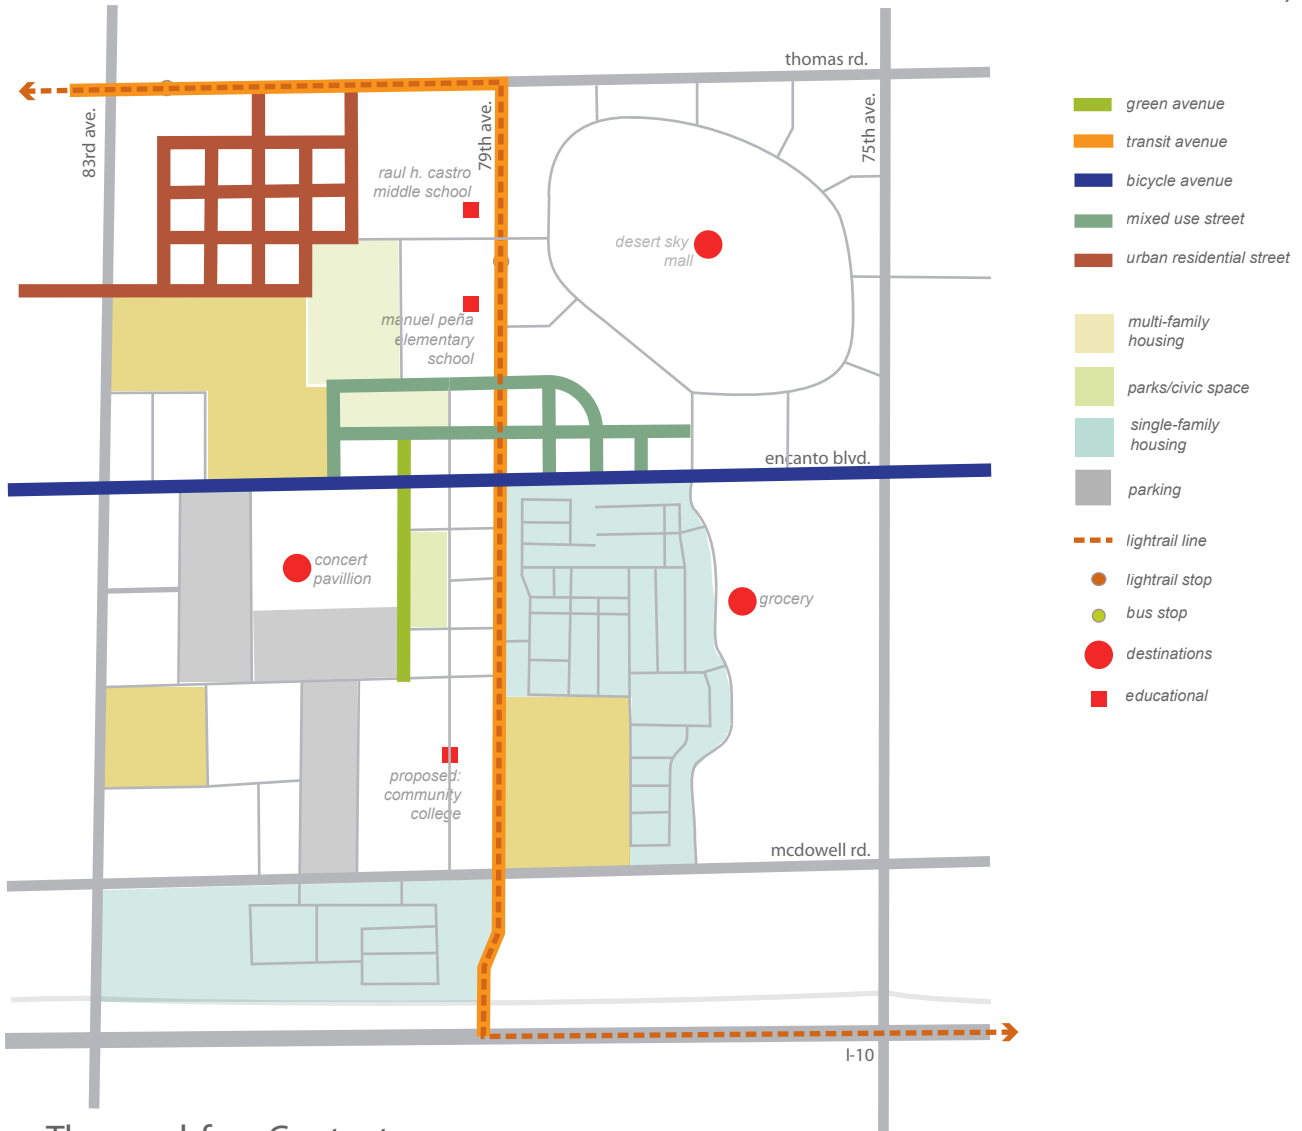 thomas rd.
83rd ave.
79th ave.
75th ave.
raul h. castro
middle school
desert sky
mall
manuel peña
elementary
school
encanto blvd.
concert
pavillion
grocery
proposed:
community
college
mcdowell rd.
I-10
green avenue
transit avenue
bicycle avenue
mixed use street
urban residential street
multi-family
housing
parks/civic space
single-family
housing
parking
lightrail line
lightrail stop
bus stop
destinations
educational